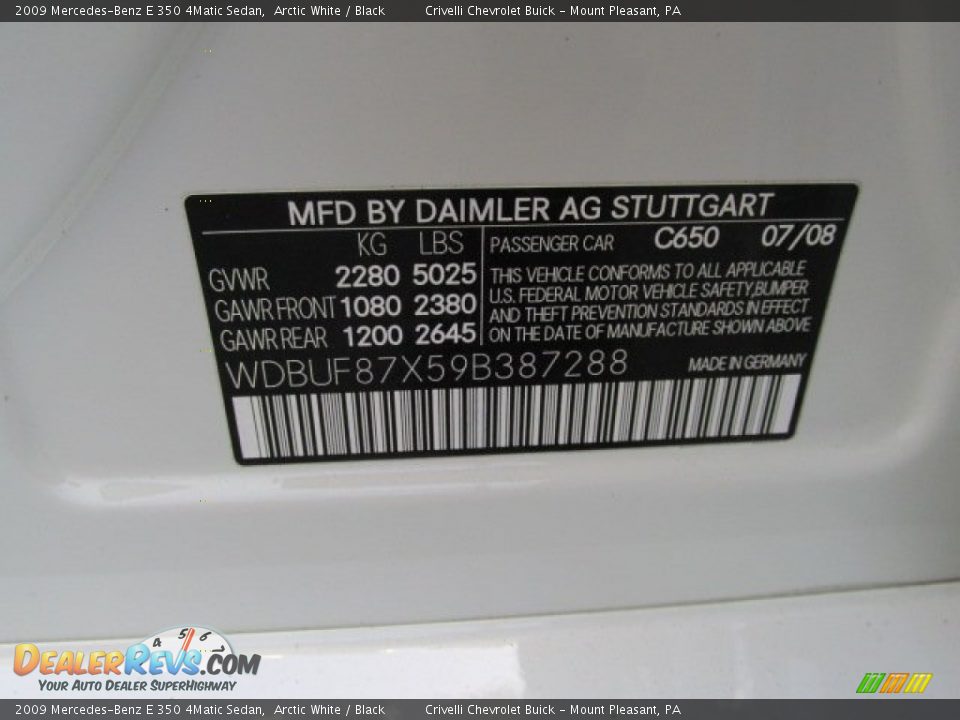 2009 Mercedes-Benz E 350 4Matic Sedan, Arctic White / Black Crivelli Chevrolet Buick - Mount Pleasant, PA
MFD BY DAIMLER AG STUTTGART
KG LBS
GVWR 2280 5025
GAWR FRONT 1080 2380
GAWR REAR 1200 2645
PASSENGER CAR C650 07/08
THIS VEHICLE CONFORMS TO ALL APPLICABLE
U.S. FEDERAL MOTOR VEHICLE SAFETY,BUMPER
AND THEFT PREVENTION STANDARDS IN EFFECT
ON THE DATE OF MANUFACTURE SHOWN ABOVE
WDBUF87X59B387288 MADE IN GERMANY
4 5 6 7
DEALERREVS.COM
YOUR AUTO DEALER SUPERHIGHWAY
2009 Mercedes-Benz E 350 4Matic Sedan, Arctic White / Black Crivelli Chevrolet Buick - Mount Pleasant, PA